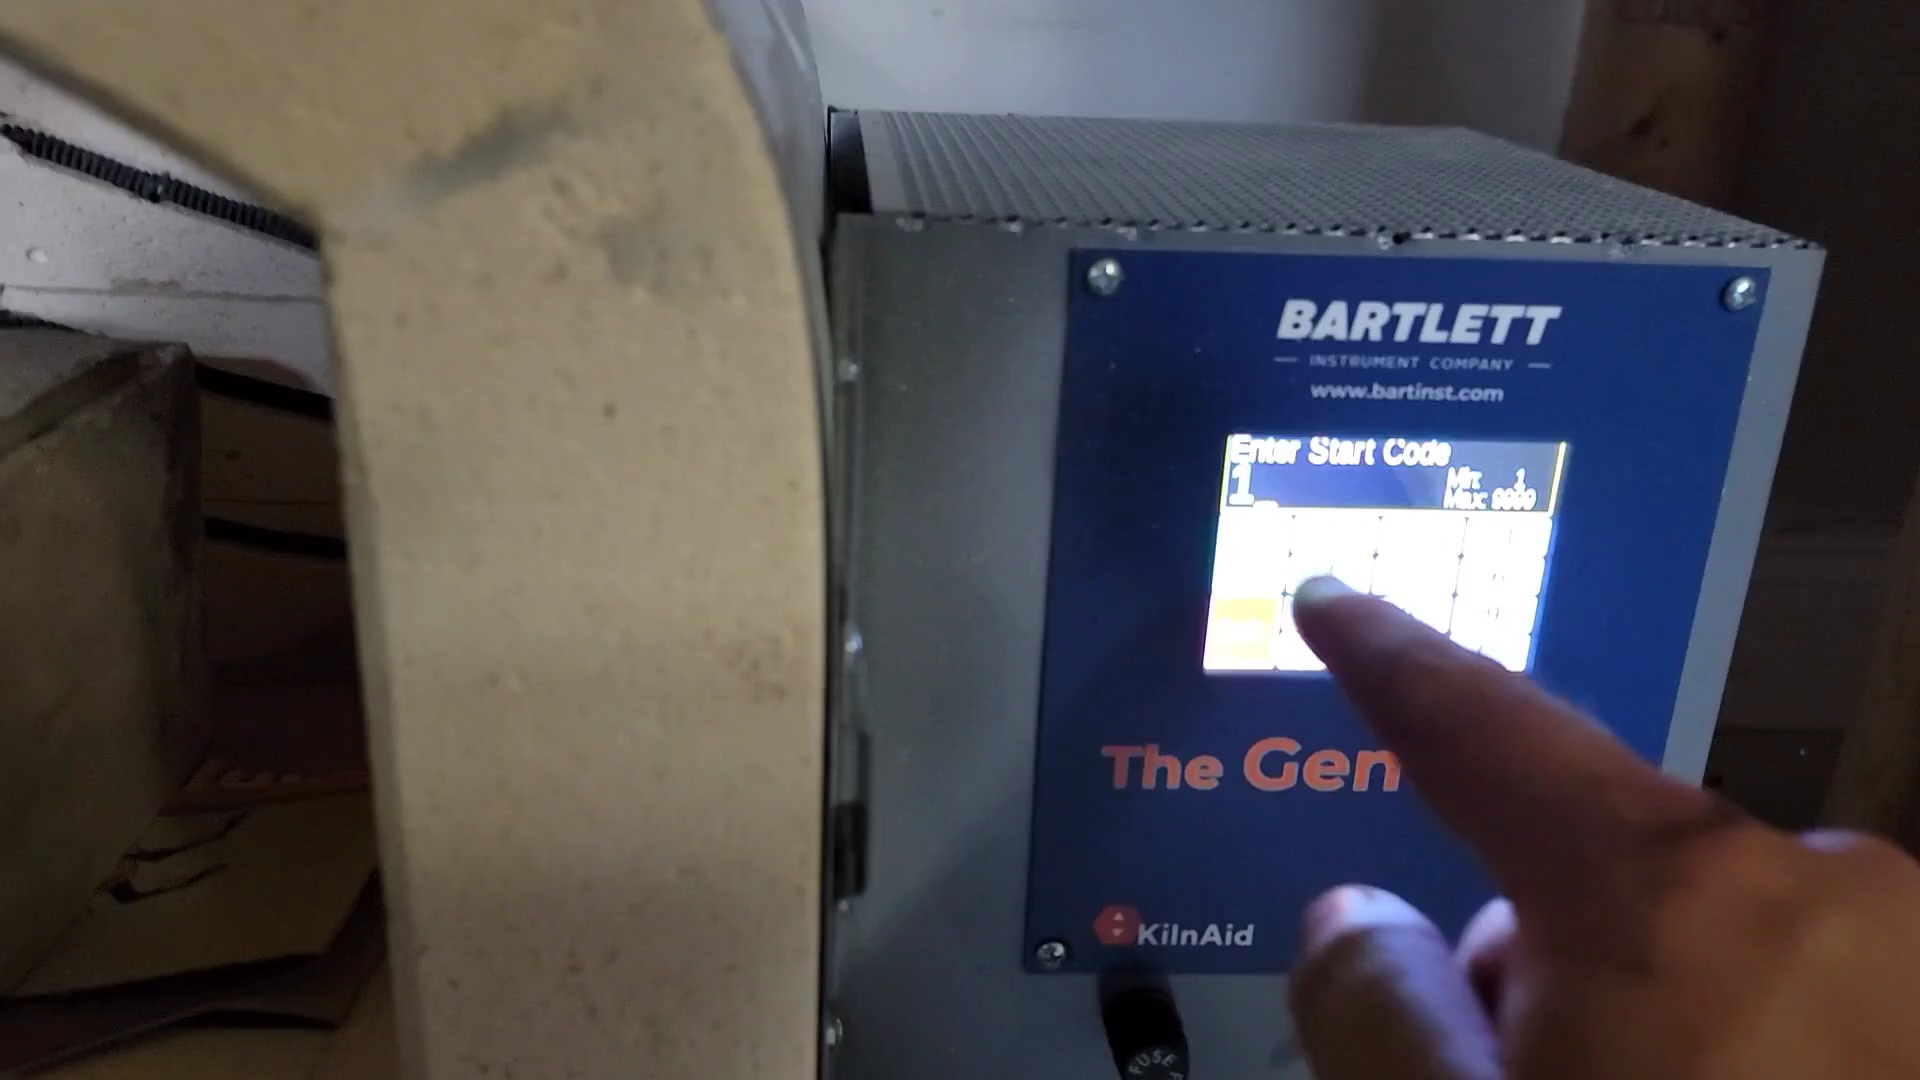 BARTLETT
INSTRUMENT COMPANY
www.bartinst.com
Enter Start Code
1
Min: 1
Max: 9999
The Gen
KilnAid
FUSE